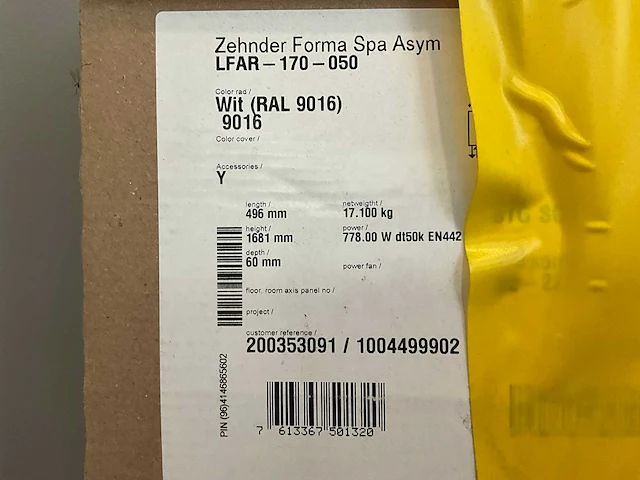 Zehnder Forma Spa Asym
LFAR-170-050
Color rad /
Wit (RAL 9016)
9016
Color cover /
Accessories /
Y
length / netweigtht /
496 mm 17.100 kg
height / power /
1681 mm 778.00 W dt50k EN442
depth /
60 mm power fan /
floor, room axis panel no /
project /
customer reference /
200353091 / 1004499902
PIN (96)4146865602
7 613367 501320